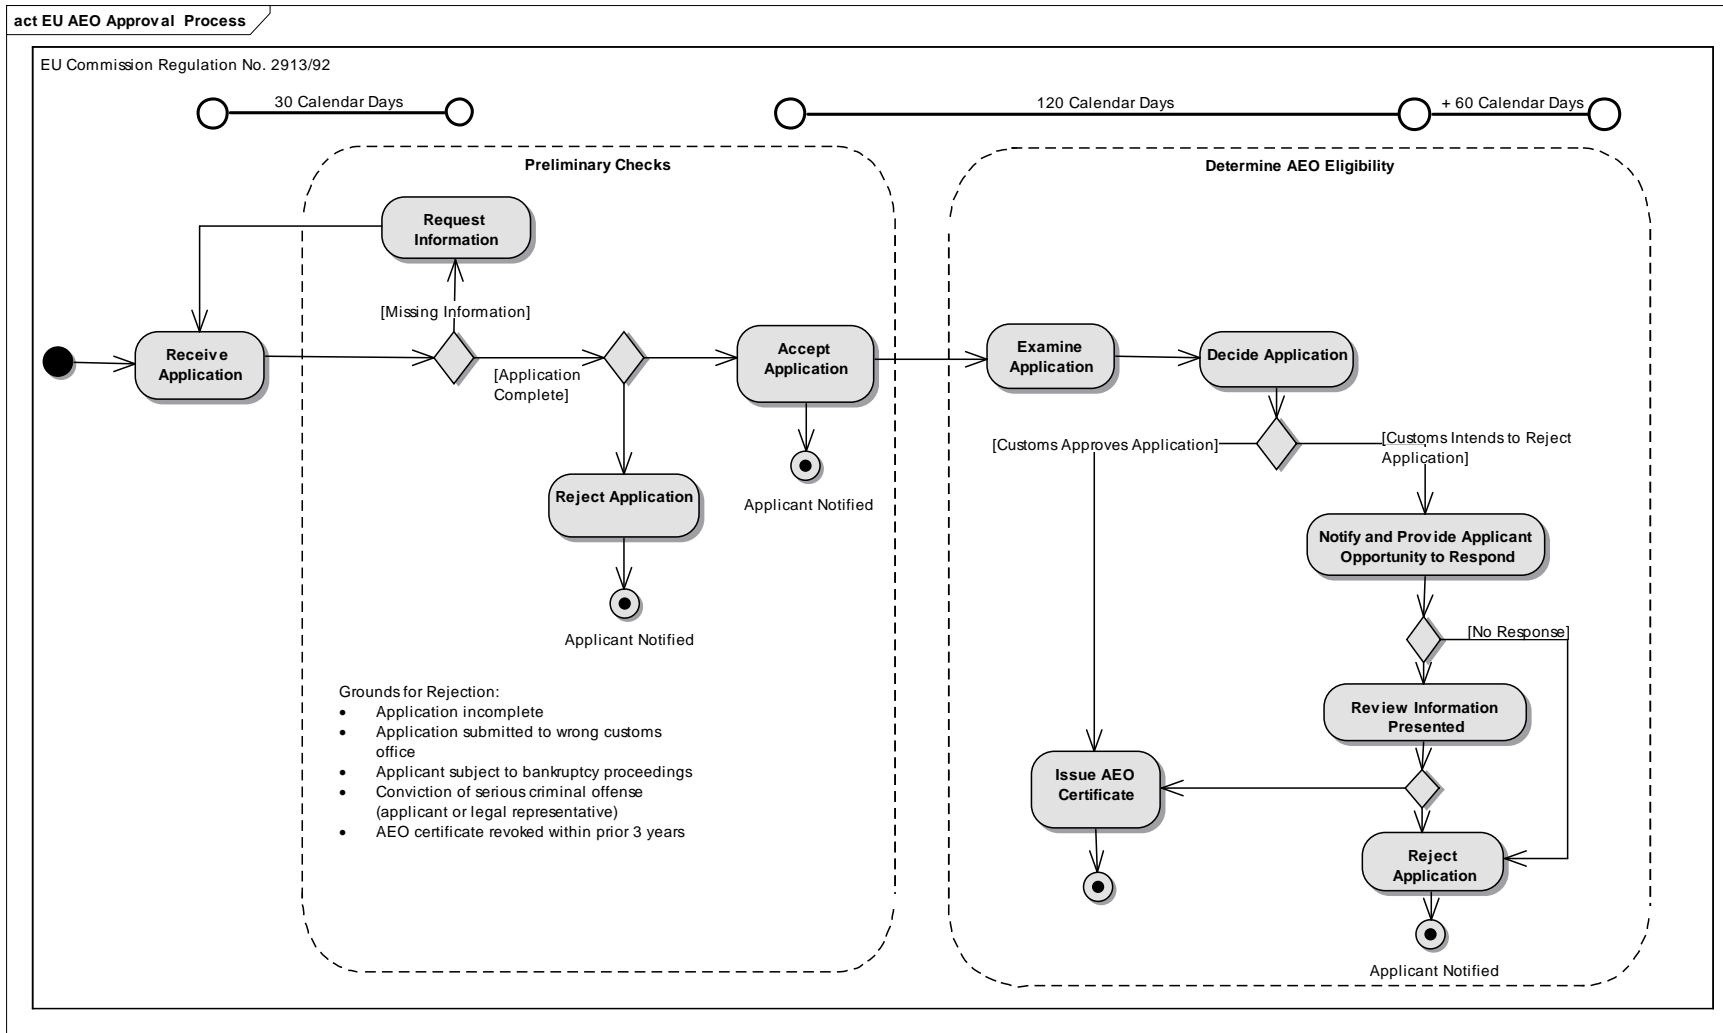 act EU AEO Approval Process
EU Commission Regulation No. 2913/92
30 Calendar Days
120 Calendar Days
+ 60 Calendar Days
Preliminary Checks
Request
Information
[Missing Information]
Receive
Application
[Application
Complete]
Accept
Application
Applicant Notified
Reject Application
Applicant Notified
Grounds for Rejection:
• Application incomplete
• Application submitted to wrong customs
office
• Applicant subject to bankruptcy proceedings
• Conviction of serious criminal offense
(applicant or legal representative)
• AEO certificate revoked within prior 3 years
Determine AEO Eligibility
Examine
Application
Decide Application
[Customs Approves Application]
[Customs Intends to Reject
Application]
Notify and Provide Applicant
Opportunity to Respond
[No Response]
Review Information
Presented
Issue AEO
Certificate
Reject
Application
Applicant Notified